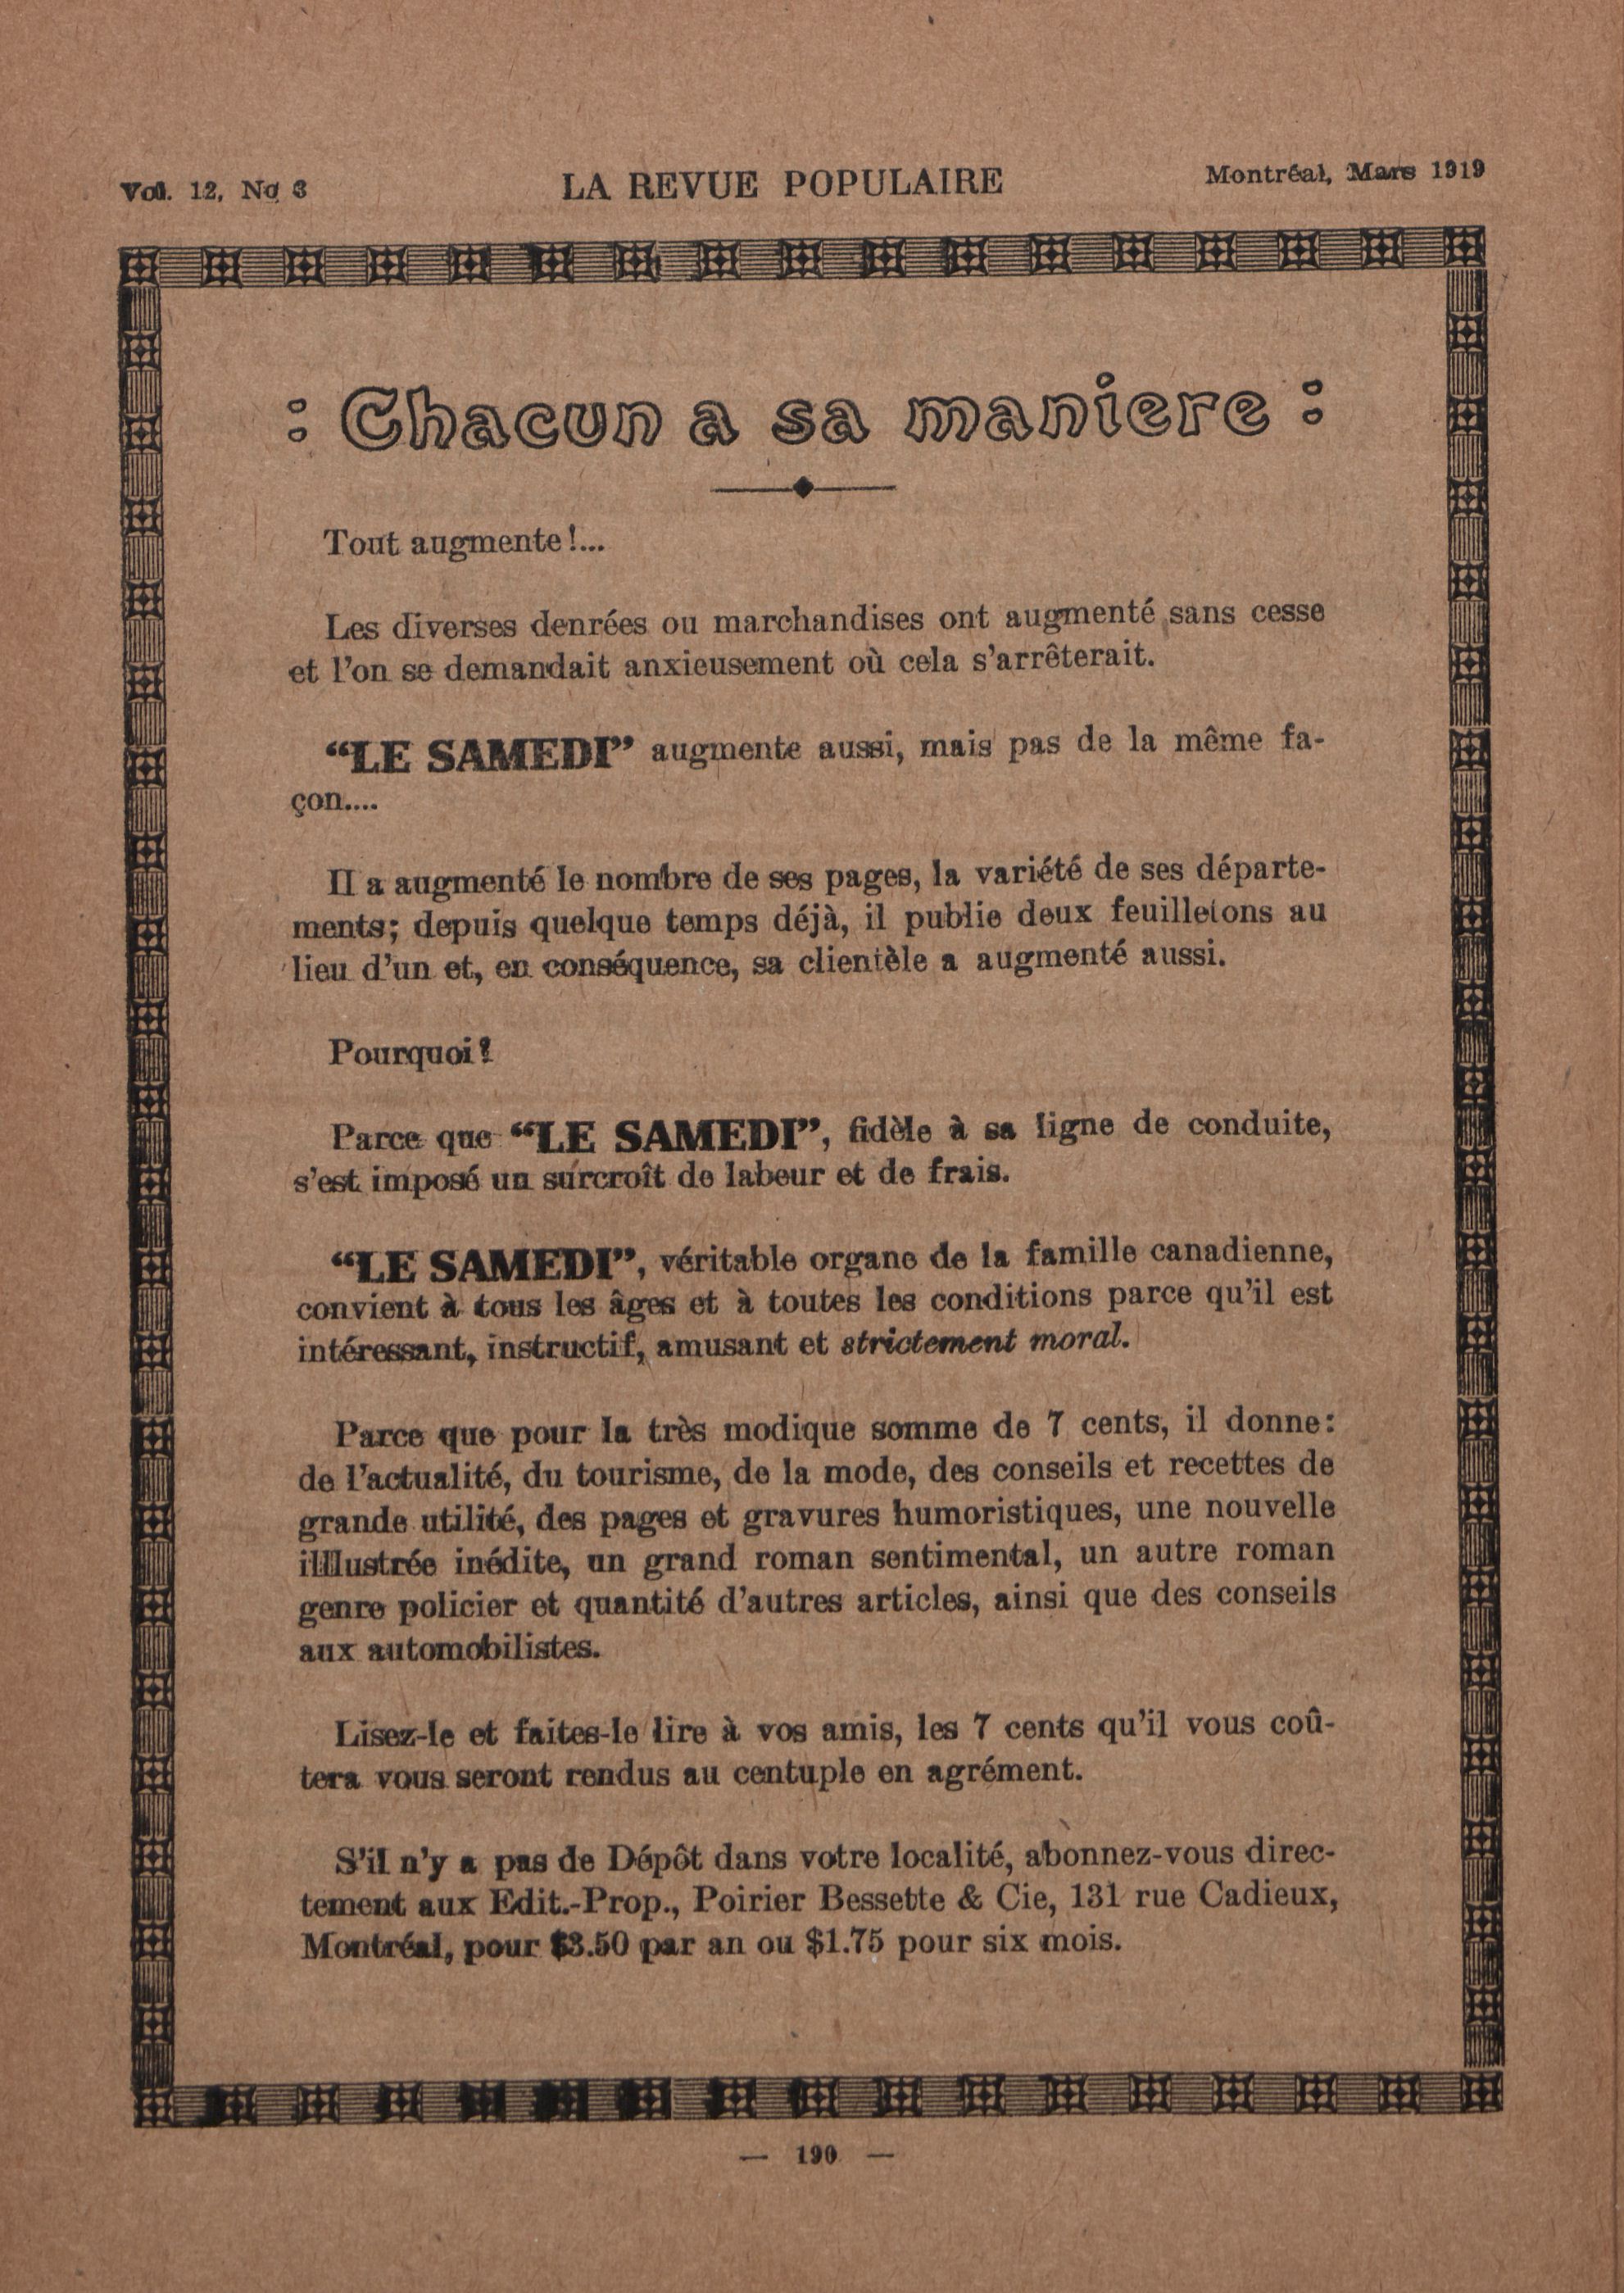 Vol. 12, No 3 LA REVUE POPULAIRE Montréal, Mars 1919
: Chacun a sa maniere :
Tout augmente!...
Les diverses denrées ou marchandises ont augmenté sans cesse
et l'on se demandait anxieusement où cela s'arrêterait.
“LE SAMEDI” augmente aussi, mais pas de la même fa-
çon....
Il a augmenté le nombre de ses pages, la variété de ses départe-
ments; depuis quelque temps déjà, il publie deux feuilletons au
lieu d'un et, en conséquence, sa clientèle a augmenté aussi.
Pourquoi?
Parce que “LE SAMEDI”, fidèle à sa ligne de conduite,
s'est imposé un surcroît de labeur et de frais.
“LE SAMEDI”, véritable organe de la famille canadienne,
convient à tous les âges et à toutes les conditions parce qu'il est
intéressant, instructif, amusant et strictement moral.
Parce que pour la très modique somme de 7 cents, il donne:
de l'actualité, du tourisme, de la mode, des conseils et recettes de
grande utilité, des pages et gravures humoristiques, une nouvelle
illlustrée inédite, un grand roman sentimental, un autre roman
genre policier et quantité d'autres articles, ainsi que des conseils
aux automobilistes.
Lisez-le et faites-le lire à vos amis, les 7 cents qu'il vous coû-
tera vous seront rendus au centuple en agrément.
S'il n'y a pas de Dépôt dans votre localité, abonnez-vous direc-
tement aux Edit.-Prop., Poirier Bessette & Cie, 131 rue Cadieux,
Montréal, pour $3.50 par an ou $1.75 pour six mois.
— 190 —